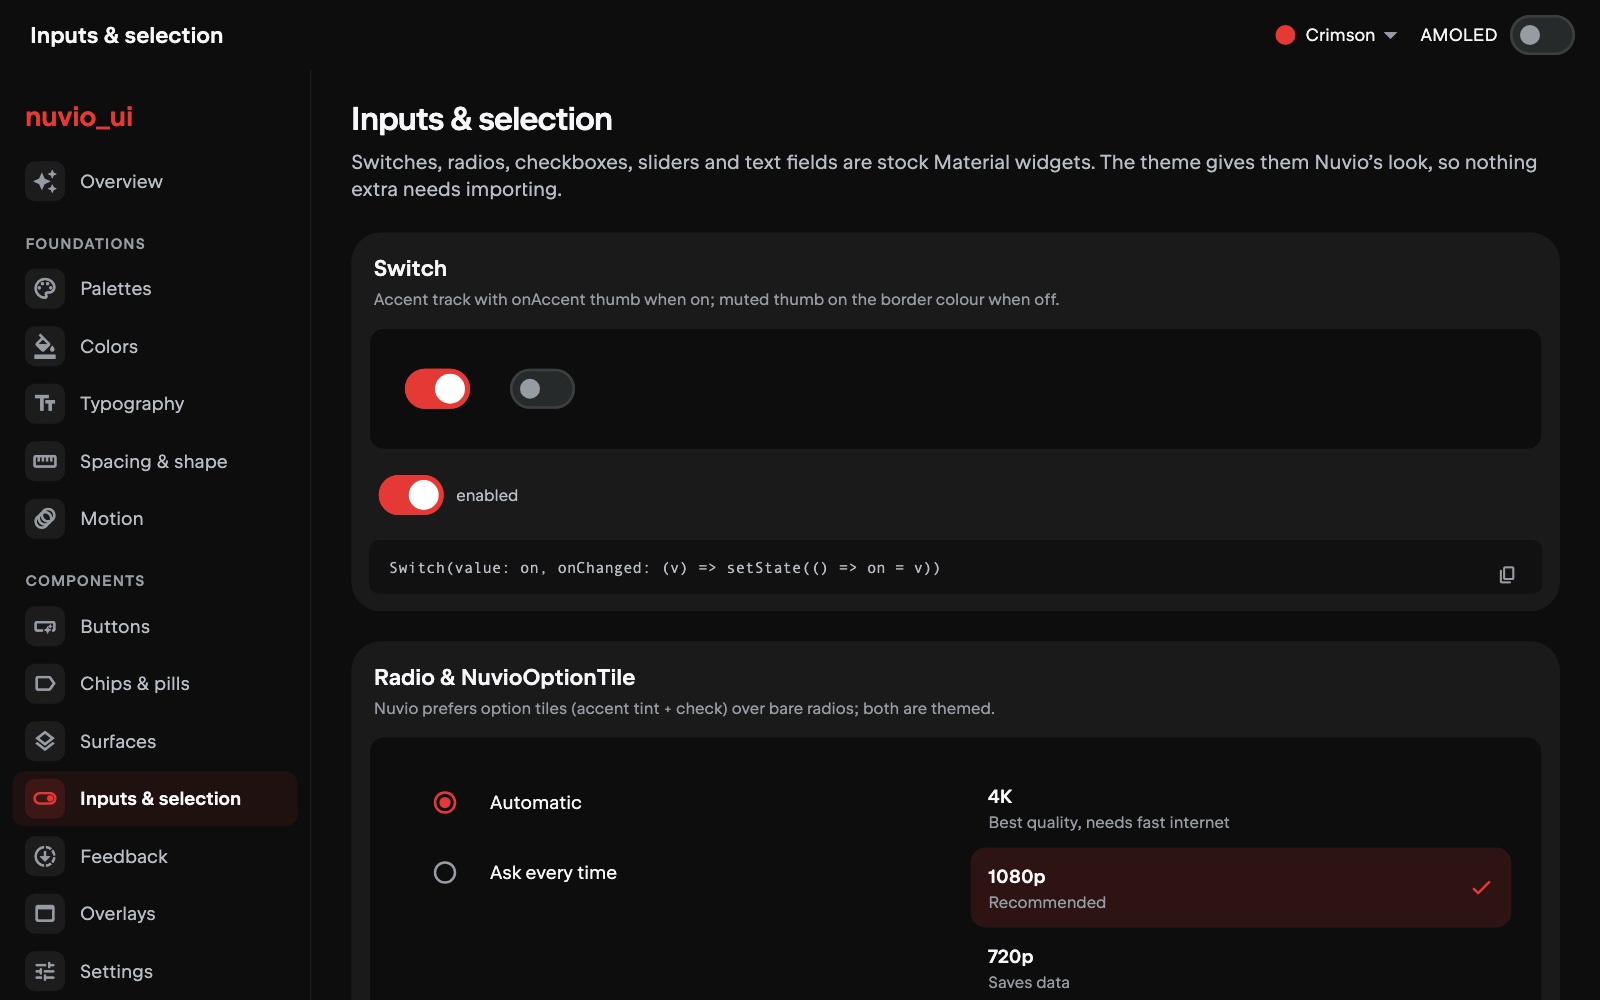 Inputs & selection
Crimson
AMOLED
nuvio_ui
Overview
FOUNDATIONS
Palettes
Colors
Typography
Spacing & shape
Motion
COMPONENTS
Buttons
Chips & pills
Surfaces
Inputs & selection
Feedback
Overlays
Settings
Inputs & selection
Switches, radios, checkboxes, sliders and text fields are stock Material widgets. The theme gives them Nuvio’s look, so nothing
extra needs importing.
Switch
Accent track with onAccent thumb when on; muted thumb on the border colour when off.
enabled
Switch(value: on, onChanged: (v) => setState(() => on = v))
Radio & NuvioOptionTile
Nuvio prefers option tiles (accent tint + check) over bare radios; both are themed.
Automatic
Ask every time
4K
Best quality, needs fast internet
1080p
Recommended
720p
Saves data